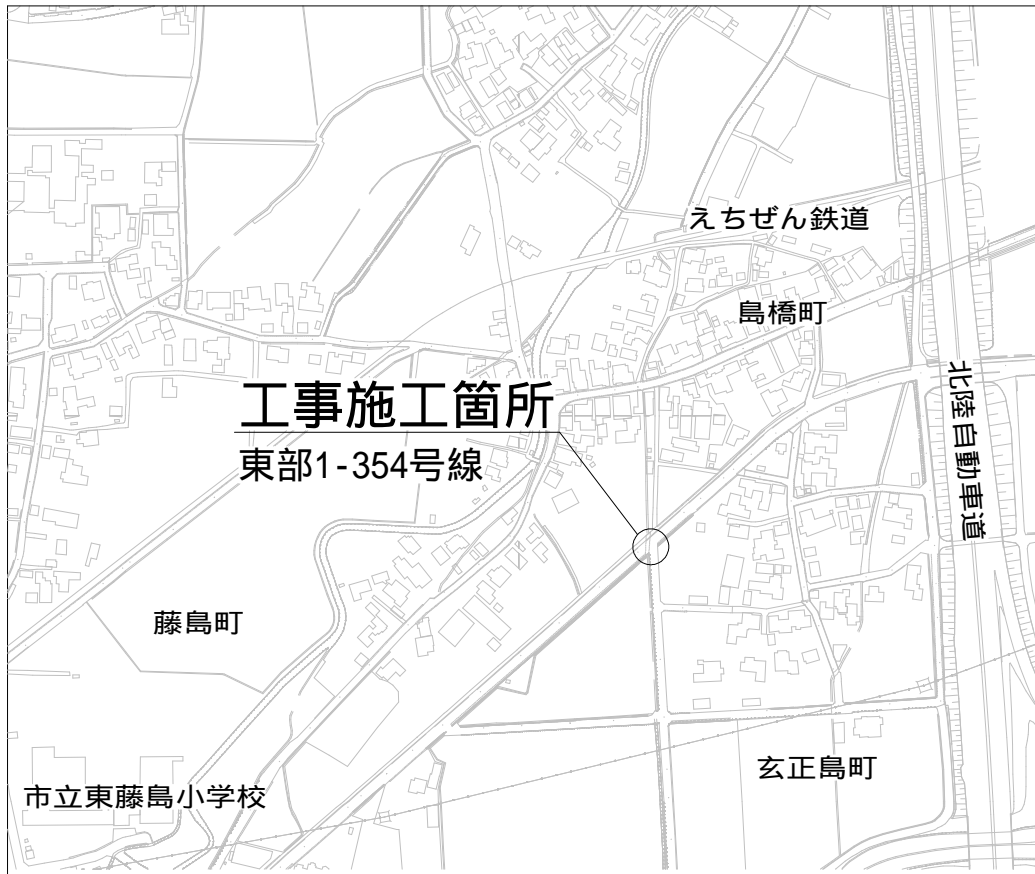 えちぜん鉄道
島橋町
工事施工箇所
東部1-354号線
北陸自動車道
藤島町
玄正島町
市立東藤島小学校